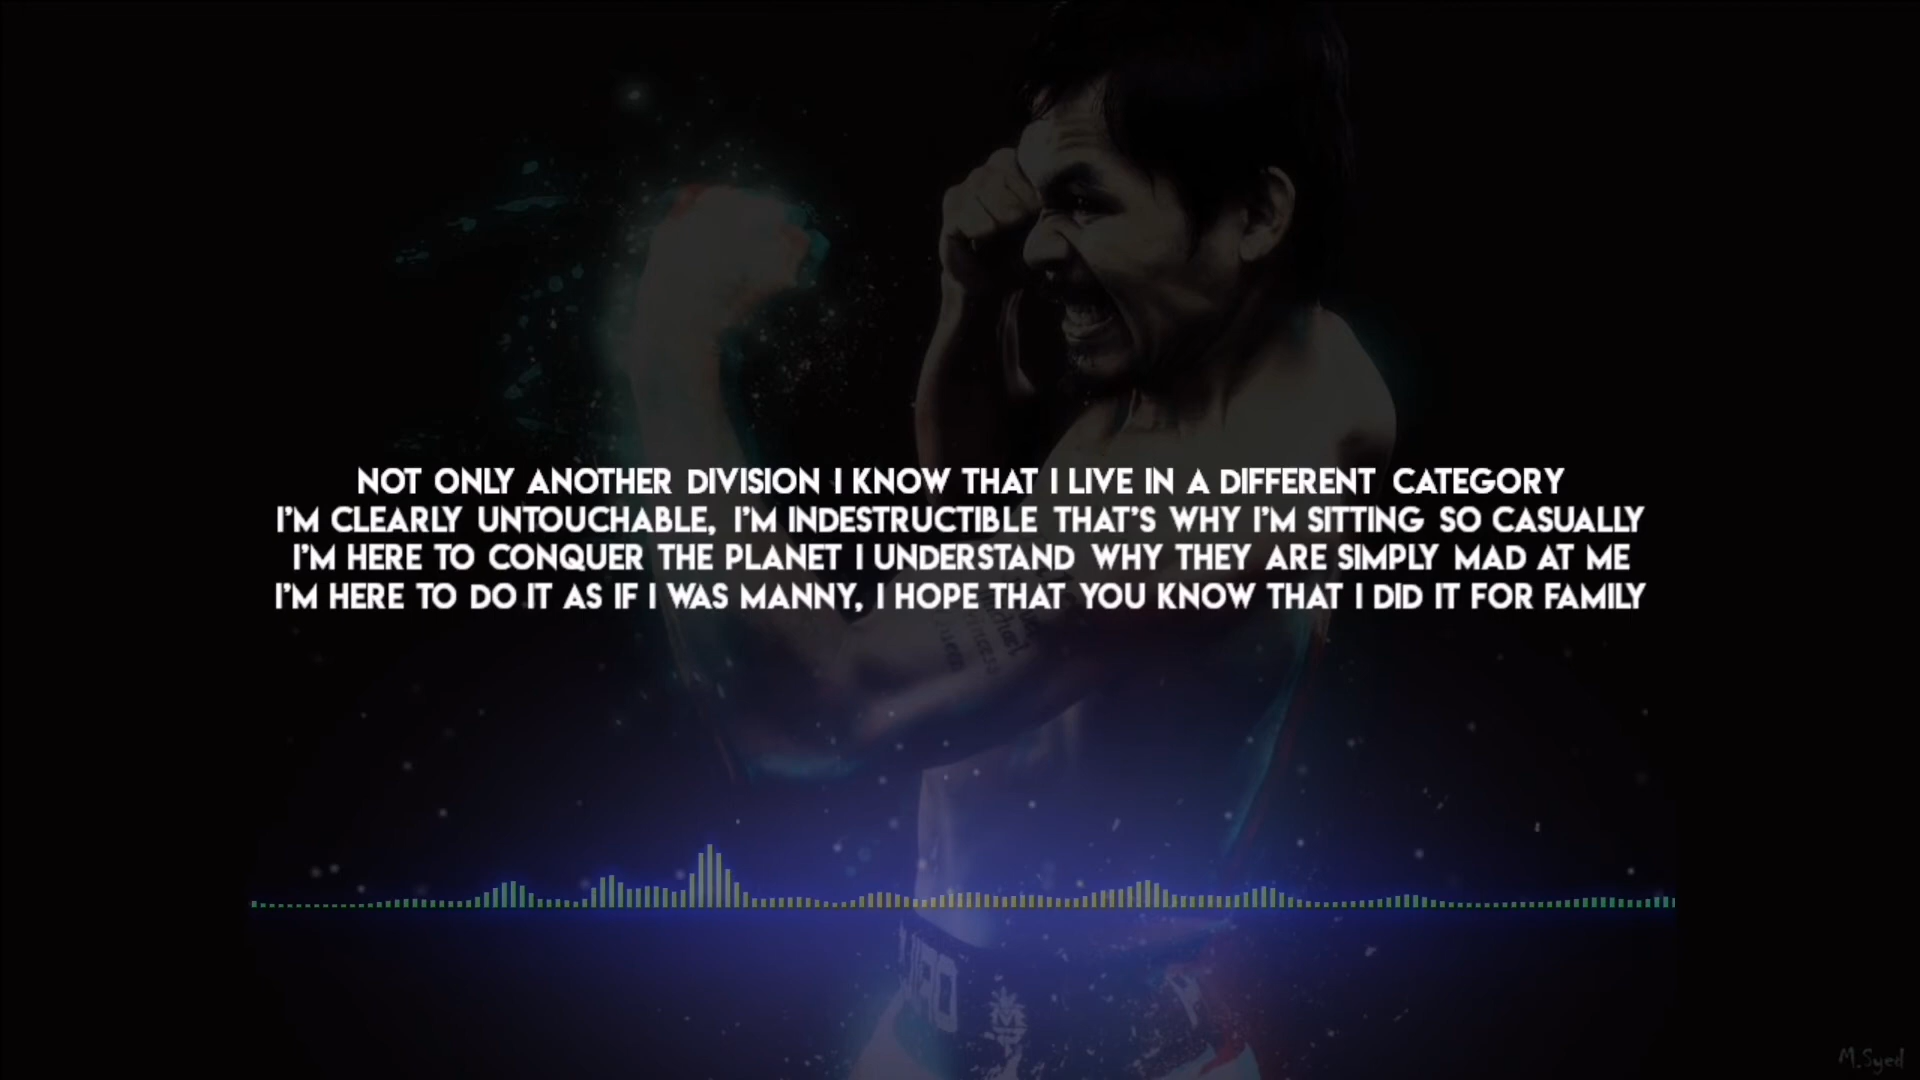 NOT ONLY ANOTHER DIVISION I KNOW THAT I LIVE IN A DIFFERENT CATEGORY
I'M CLEARLY UNTOUCHABLE, I'M INDESTRUCTIBLE THAT'S WHY I'M SITTING SO CASUALLY
I'M HERE TO CONQUER THE PLANET I UNDERSTAND WHY THEY ARE SIMPLY MAD AT ME
I'M HERE TO DO IT AS IF I WAS MANNY, I HOPE THAT YOU KNOW THAT I DID IT FOR FAMILY
Michael
Princess
M.Syed